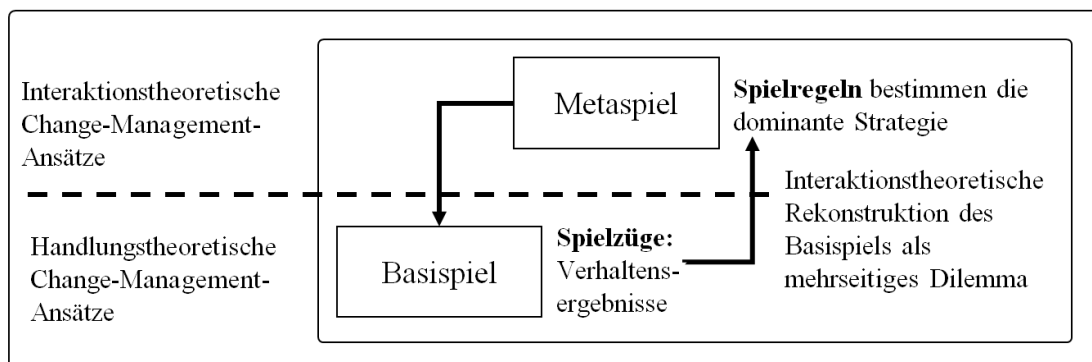 Interaktionstheoretische
Change-Management-
Ansätze
Metaspiel
Spielregeln bestimmen die
dominante Strategie
Handlungstheoretische
Change-Management-
Ansätze
Basispiel
Spielzüge:
Verhaltens-
ergebnisse
Interaktionstheoretische
Rekonstruktion des
Basispiels als
mehrseitiges Dilemma